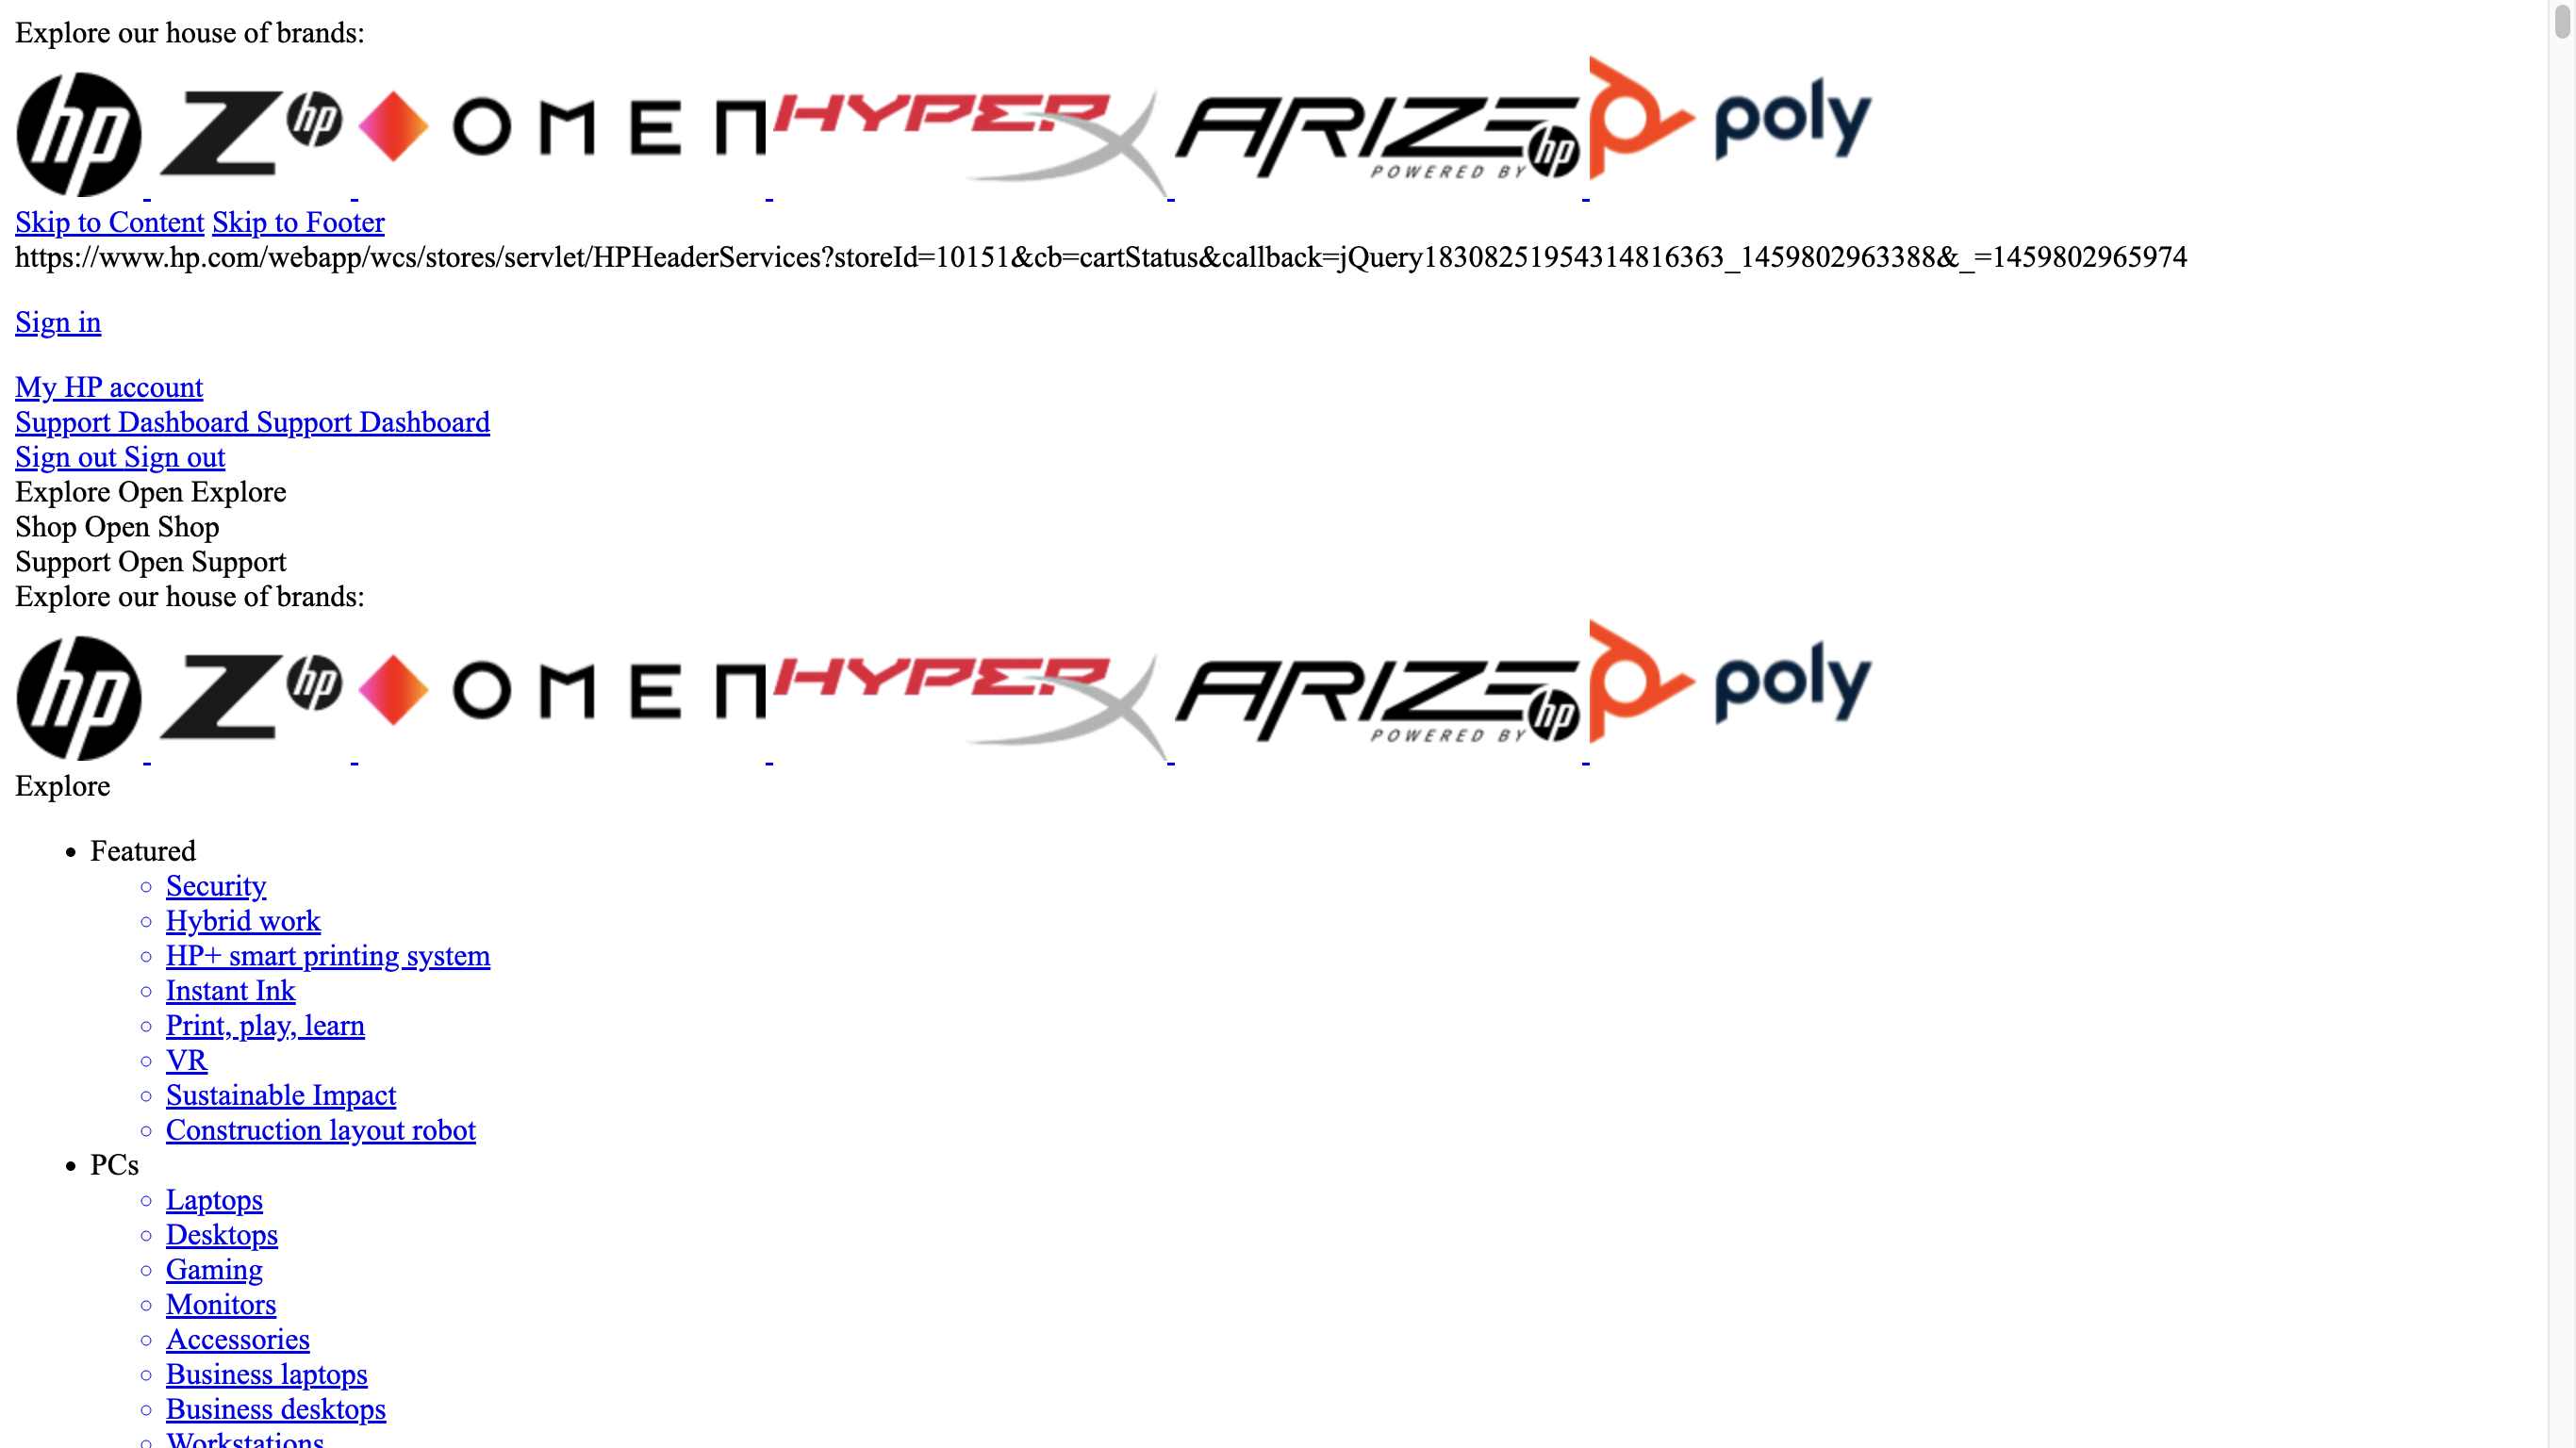 Explore our house of brands:
hp Z hp OMEN HYPERX ARIZE POWERED BY hp poly
Skip to Content Skip to Footer
https://www.hp.com/webapp/wcs/stores/servlet/HPHeaderServices?storeId=10151&cb=cartStatus&callback=jQuery18308251954314816363_1459802963388&_=1459802965974
Sign in
My HP account
Support Dashboard Support Dashboard
Sign out Sign out
Explore Open Explore
Shop Open Shop
Support Open Support
Explore our house of brands:
hp Z hp OMEN HYPERX ARIZE POWERED BY hp poly
Explore
Featured
Security
Hybrid work
HP+ smart printing system
Instant Ink
Print, play, learn
VR
Sustainable Impact
Construction layout robot
PCs
Laptops
Desktops
Gaming
Monitors
Accessories
Business laptops
Business desktops
Workstations